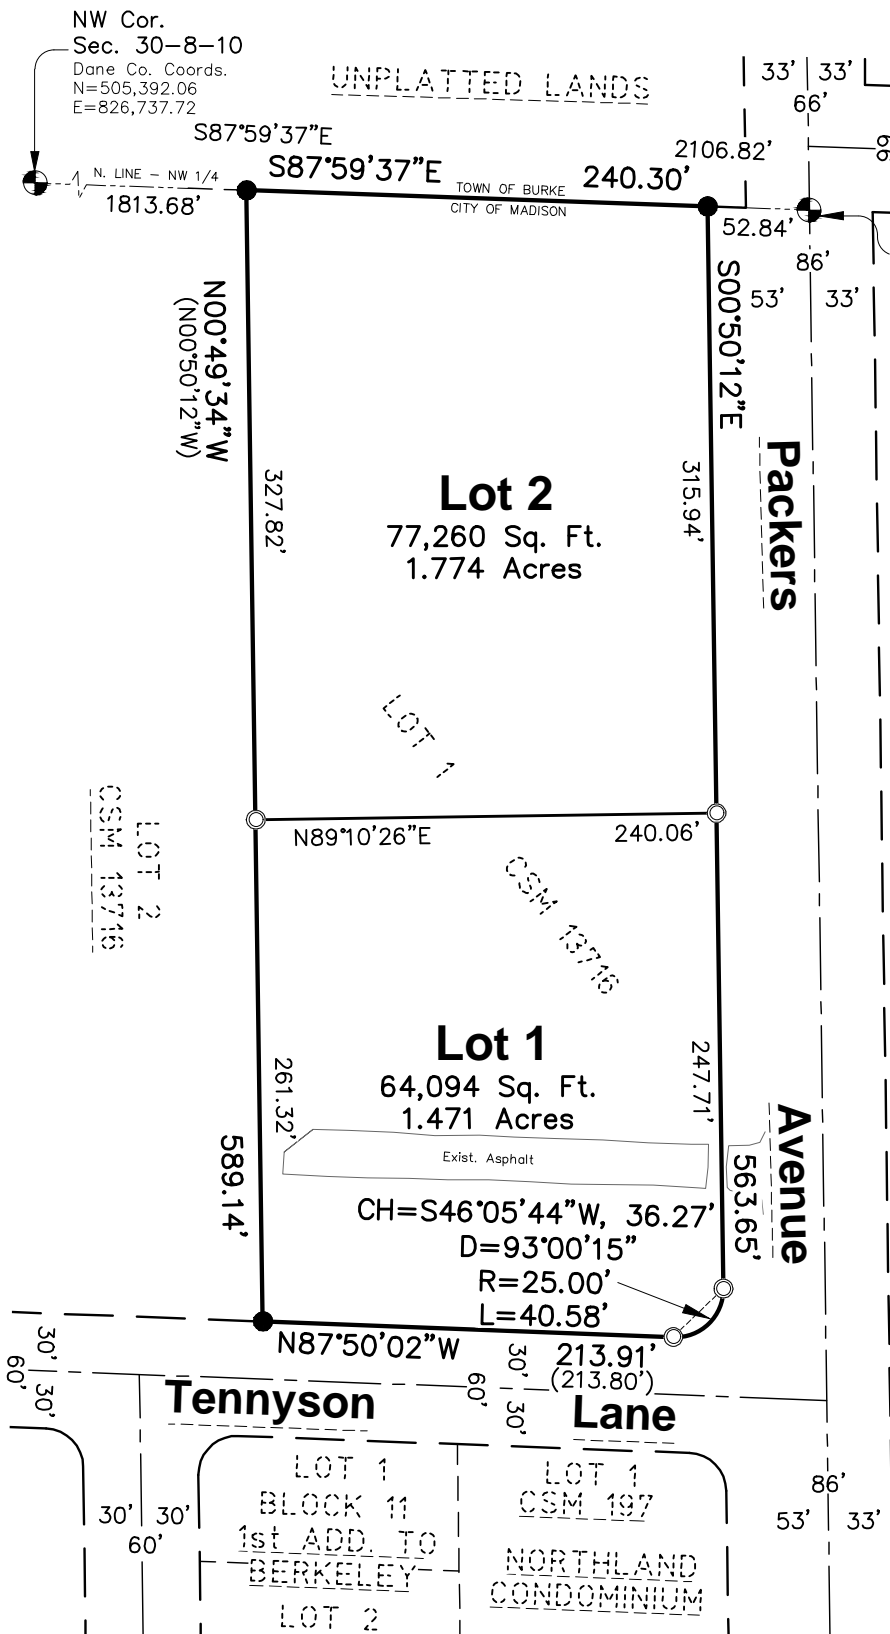 NW Cor.
Sec. 30-8-10
Dane Co. Coords.
N=505,392.06
E=826,737.72
UNPLATTED LANDS
33' 33'
66'
66
S87°59'37"E
2106.82'
N. LINE - NW 1/4
1813.68'
S87°59'37"E 240.30'
TOWN OF BURKE
CITY OF MADISON
52.84'
86'
53' 33'
N00°49'34"W
(N00°50'12"W)
S00°50'12"E
327.82'
315.94'
Lot 2
77,260 Sq. Ft.
1.774 Acres
Packers
LOT 1
CSM 13716
N89°10'26"E 240.06'
LOT 2
CSM 13716
Lot 1
64,094 Sq. Ft.
1.471 Acres
261.32'
247.71'
589.14'
563.65'
Avenue
Exist. Asphalt
CH=S46°05'44"W, 36.27'
D=93°00'15"
R=25.00'
L=40.58'
N87°50'02"W
213.91'
(213.80')
30'
60'
30'
30'
60'
30'
Tennyson Lane
LOT 1
BLOCK 11
1st ADD. TO
BERKELEY
LOT 2
LOT 1
CSM 197
NORTHLAND
CONDOMINIUM
30' 30'
60'
86'
53' 33'